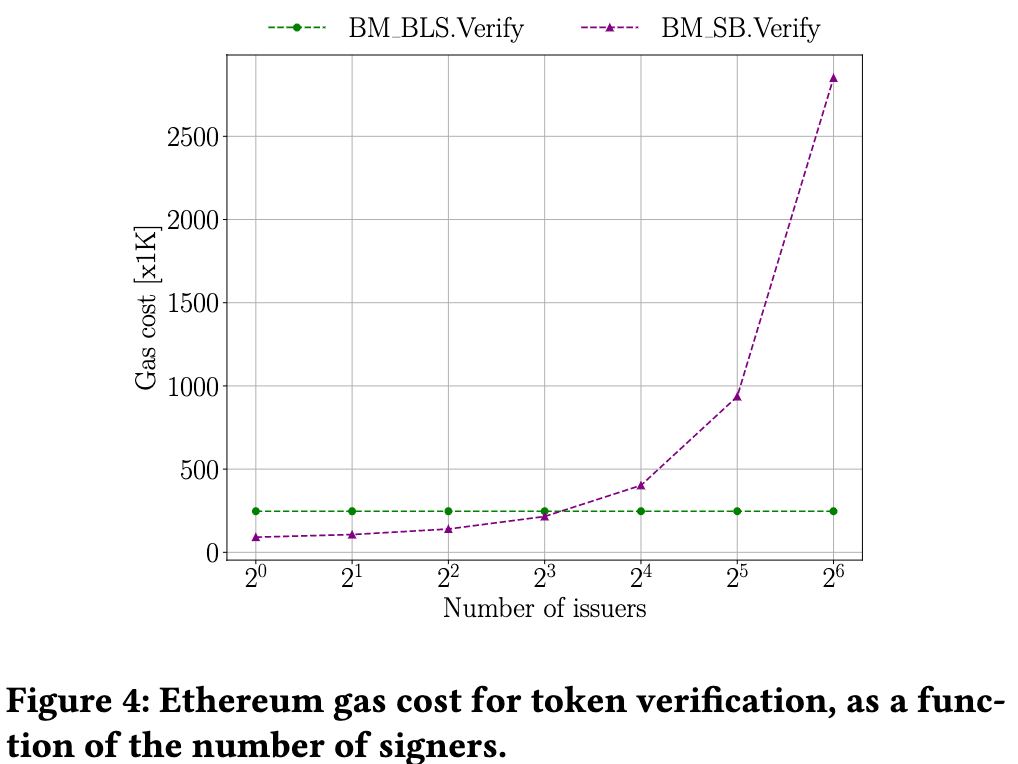 BM_BLS.Verify
BM_SB.Verify
2500
2000
1500
1000
500
0
Gas cost [x1K]
2^0 2^1 2^2 2^3 2^4 2^5 2^6
Number of issuers
Figure 4: Ethereum gas cost for token verification, as a func-
tion of the number of signers.